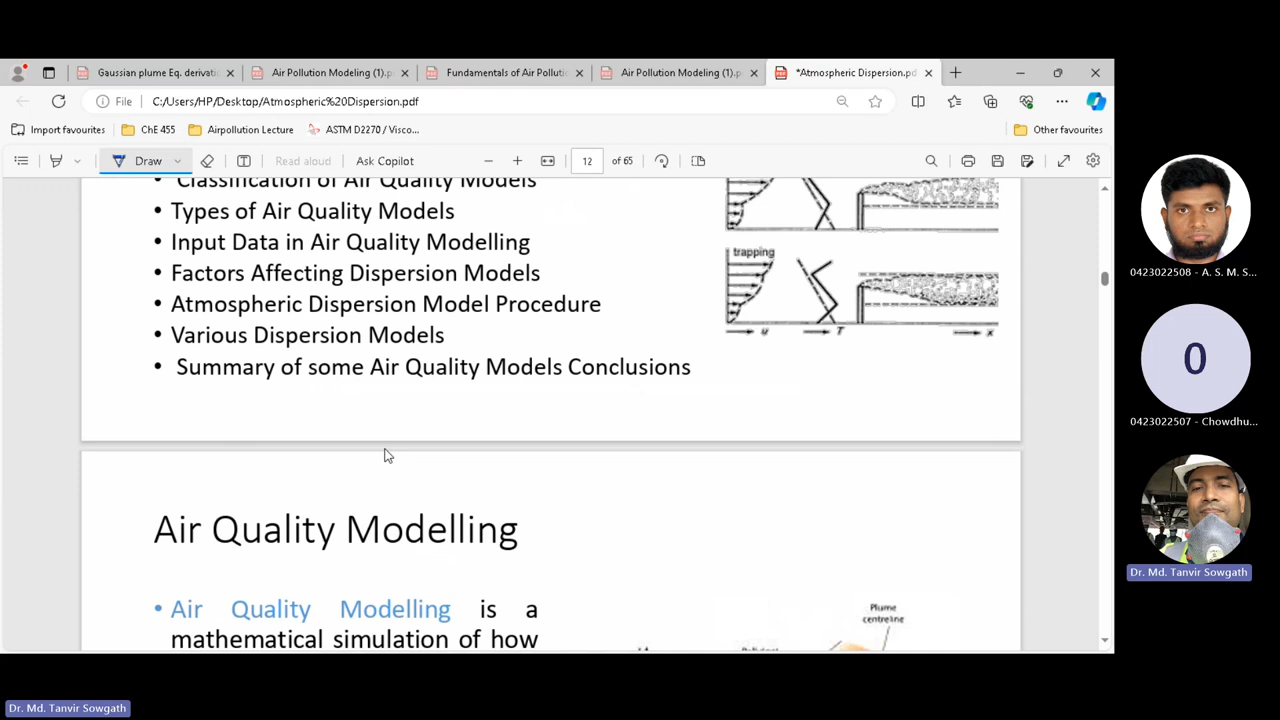 Gaussian plume Eq. derivati
Air Pollution Modeling (1).p
Fundamentals of Air Polluti
Air Pollution Modeling (1).p
*Atmospheric Dispersion.pd
File C:/Users/HP/Desktop/Atmospheric%20Dispersion.pdf
Import favourites ChE 455 Airpollution Lecture ASTM D2270 / Visco... Other favourites
Draw Read aloud Ask Copilot 12 of 65
• Classification of Air Quality Models
• Types of Air Quality Models
• Input Data in Air Quality Modelling
• Factors Affecting Dispersion Models
• Atmospheric Dispersion Model Procedure
• Various Dispersion Models
• Summary of some Air Quality Models Conclusions
trapping
u T x
Air Quality Modelling
• Air Quality Modelling is a
mathematical simulation of how
Plume
centreline
0423022508 - A. S. M. S...
0
0423022507 - Chowdhu...
Dr. Md. Tanvir Sowgath
Dr. Md. Tanvir Sowgath